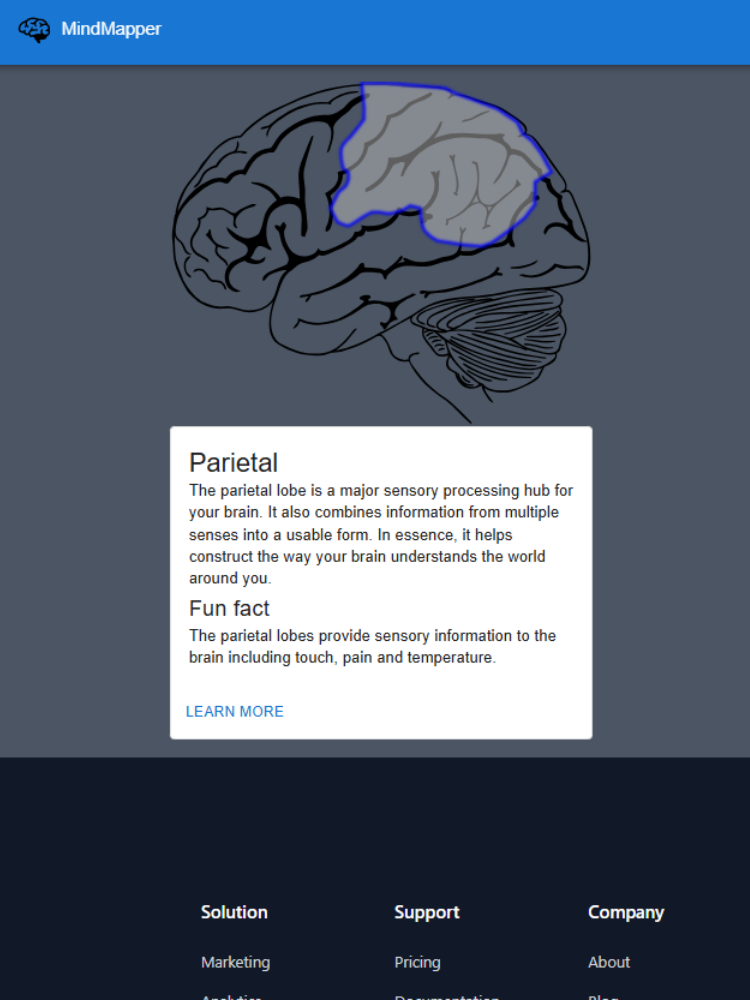 MindMapper
Parietal
The parietal lobe is a major sensory processing hub for
your brain. It also combines information from multiple
senses into a usable form. In essence, it helps
construct the way your brain understands the world
around you.
Fun fact
The parietal lobes provide sensory information to the
brain including touch, pain and temperature.
LEARN MORE
Solution Support Company
Marketing Pricing About
Analytics Documentation Blog